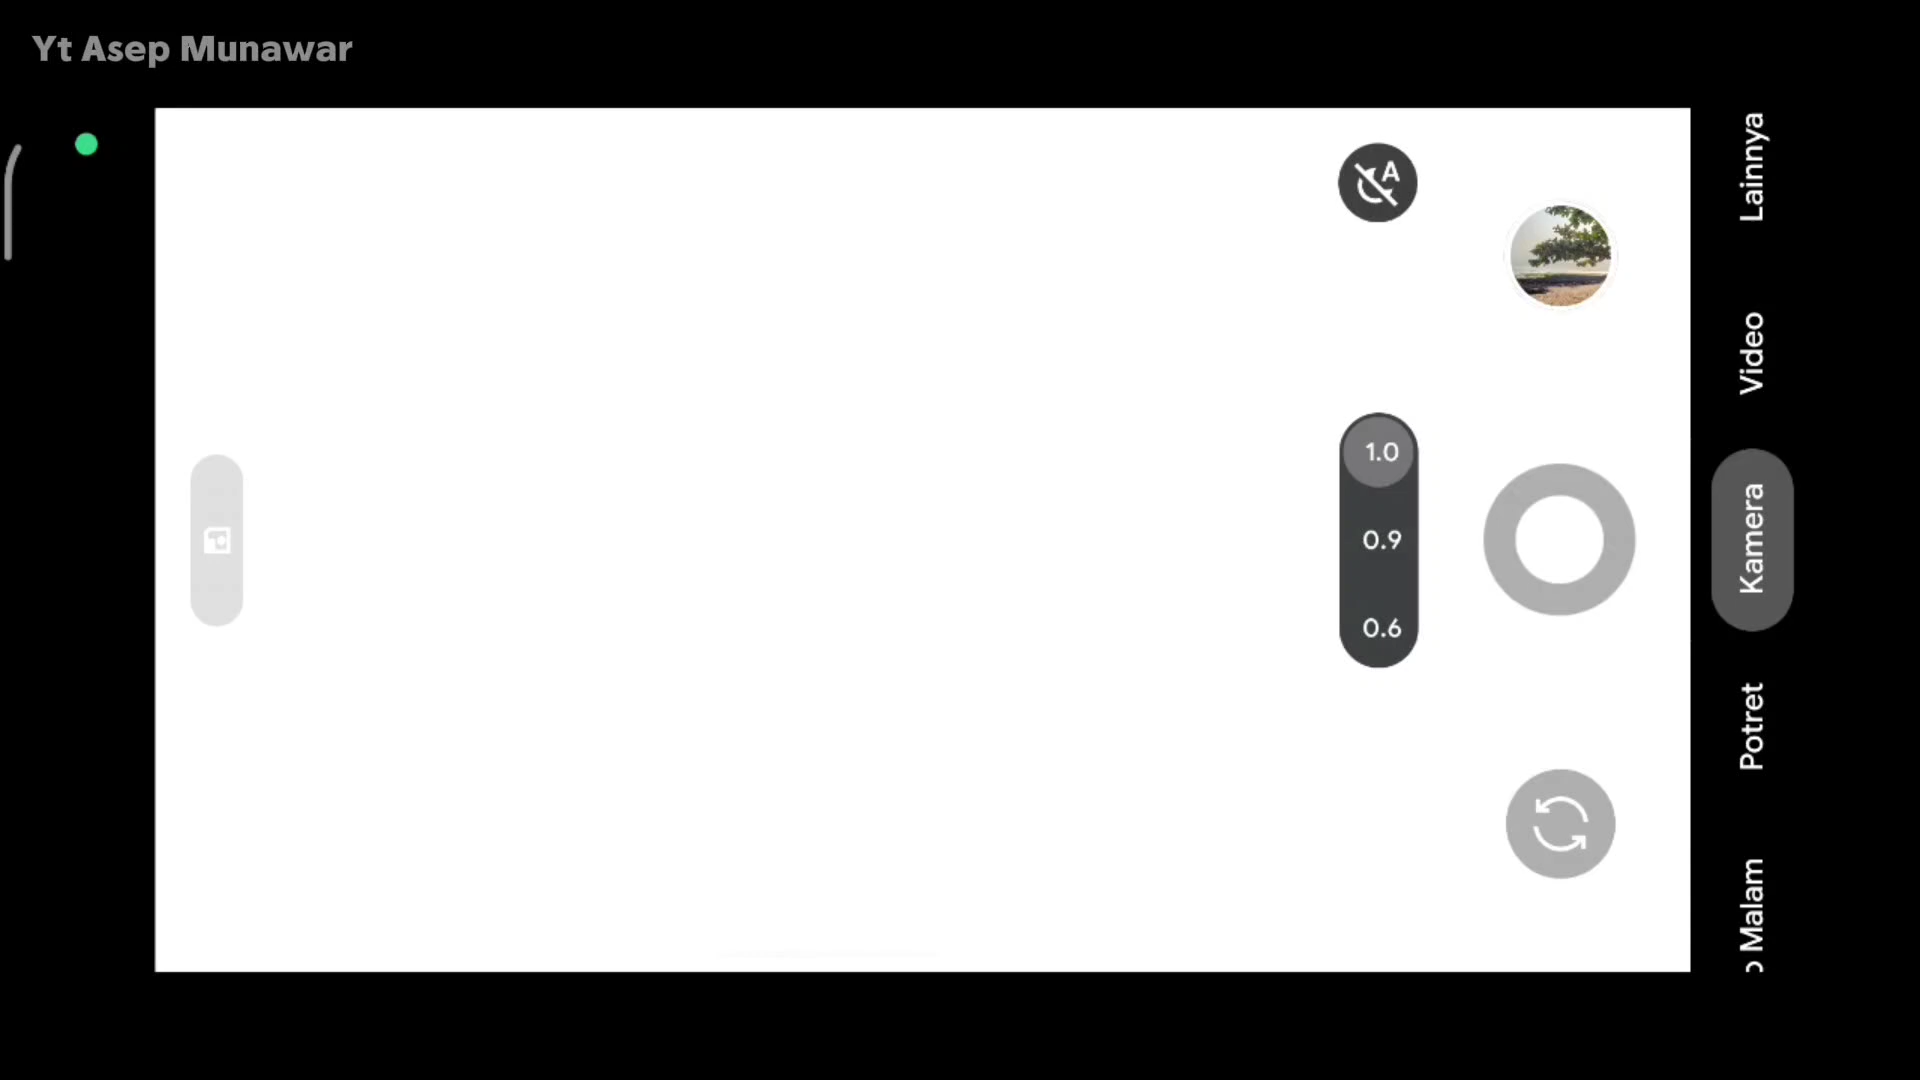 Yt Asep Munawar
A
1.0
0.9
0.6
Lainnya
Video
Kamera
Potret
Malam